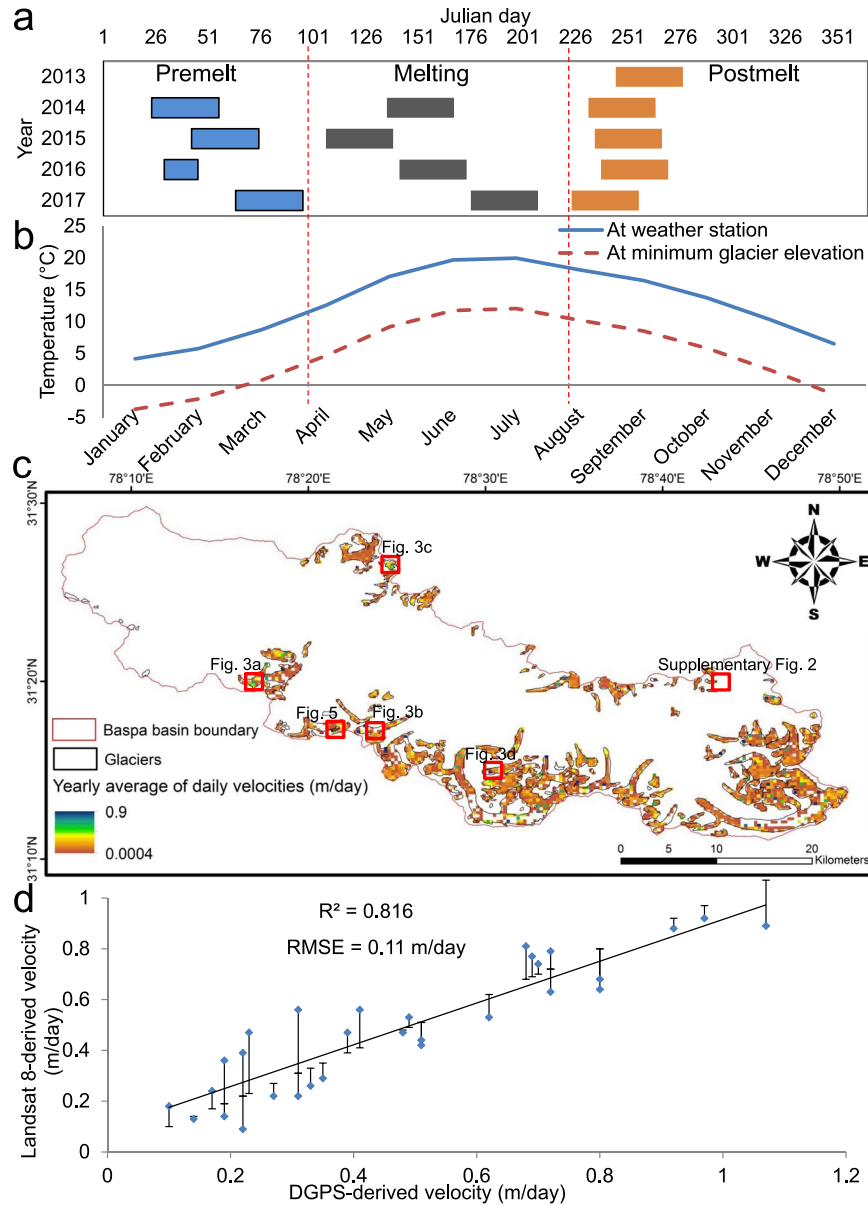 a
Julian day
1 26 51 76 101 126 151 176 201 226 251 276 301 326 351
Premelt Melting Postmelt
Year
2013
2014
2015
2016
2017
b
Temperature (°C)
25
20
15
10
5
0
-5
At weather station
At minimum glacier elevation
January February March April May June July August September October November December
c
78°10'E 78°20'E 78°30'E 78°40'E 78°50'E
31°30'N
31°20'N
31°10'N
N
W E
S
Fig. 3c
Fig. 3a
Supplementary Fig. 2
Fig. 5 Fig. 3b
Fig. 3d
Baspa basin boundary
Glaciers
Yearly average of daily velocities (m/day)
0.9
0.0004
0 5 10 20
Kilometers
d
R² = 0.816
RMSE = 0.11 m/day
Landsat 8-derived velocity
(m/day)
1
0.8
0.6
0.4
0.2
0
0 0.2 0.4 0.6 0.8 1 1.2
DGPS-derived velocity (m/day)